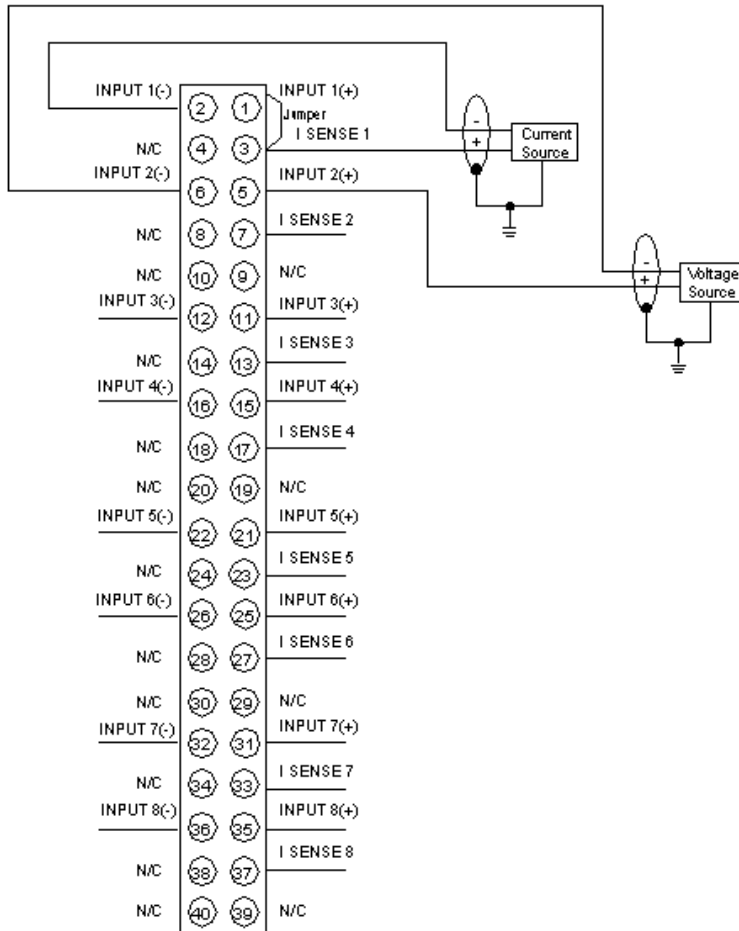 INPUT 1(-) 2 1 INPUT 1(+)
Jumper
N/C 4 3 I SENSE 1
- + Current Source
INPUT 2(-) 6 5 INPUT 2(+)
N/C 8 7 I SENSE 2
N/C 10 9 N/C
- + Voltage Source
INPUT 3(-) 12 11 INPUT 3(+)
N/C 14 13 I SENSE 3
INPUT 4(-) 16 15 INPUT 4(+)
N/C 18 17 I SENSE 4
N/C 20 19 N/C
INPUT 5(-) 22 21 INPUT 5(+)
N/C 24 23 I SENSE 5
INPUT 6(-) 26 25 INPUT 6(+)
N/C 28 27 I SENSE 6
N/C 30 29 N/C
INPUT 7(-) 32 31 INPUT 7(+)
N/C 34 33 I SENSE 7
INPUT 8(-) 36 35 INPUT 8(+)
N/C 38 37 I SENSE 8
N/C 40 39 N/C